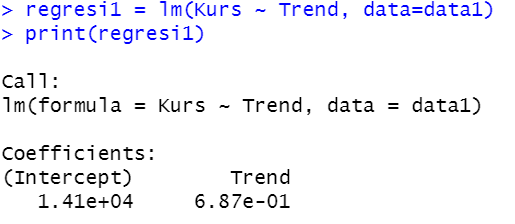 > regresi1 = lm(Kurs ~ Trend, data=data1)
> print(regresi1)
Call:
lm(formula = Kurs ~ Trend, data = data1)
Coefficients:
(Intercept)        Trend
   1.41e+04     6.87e-01